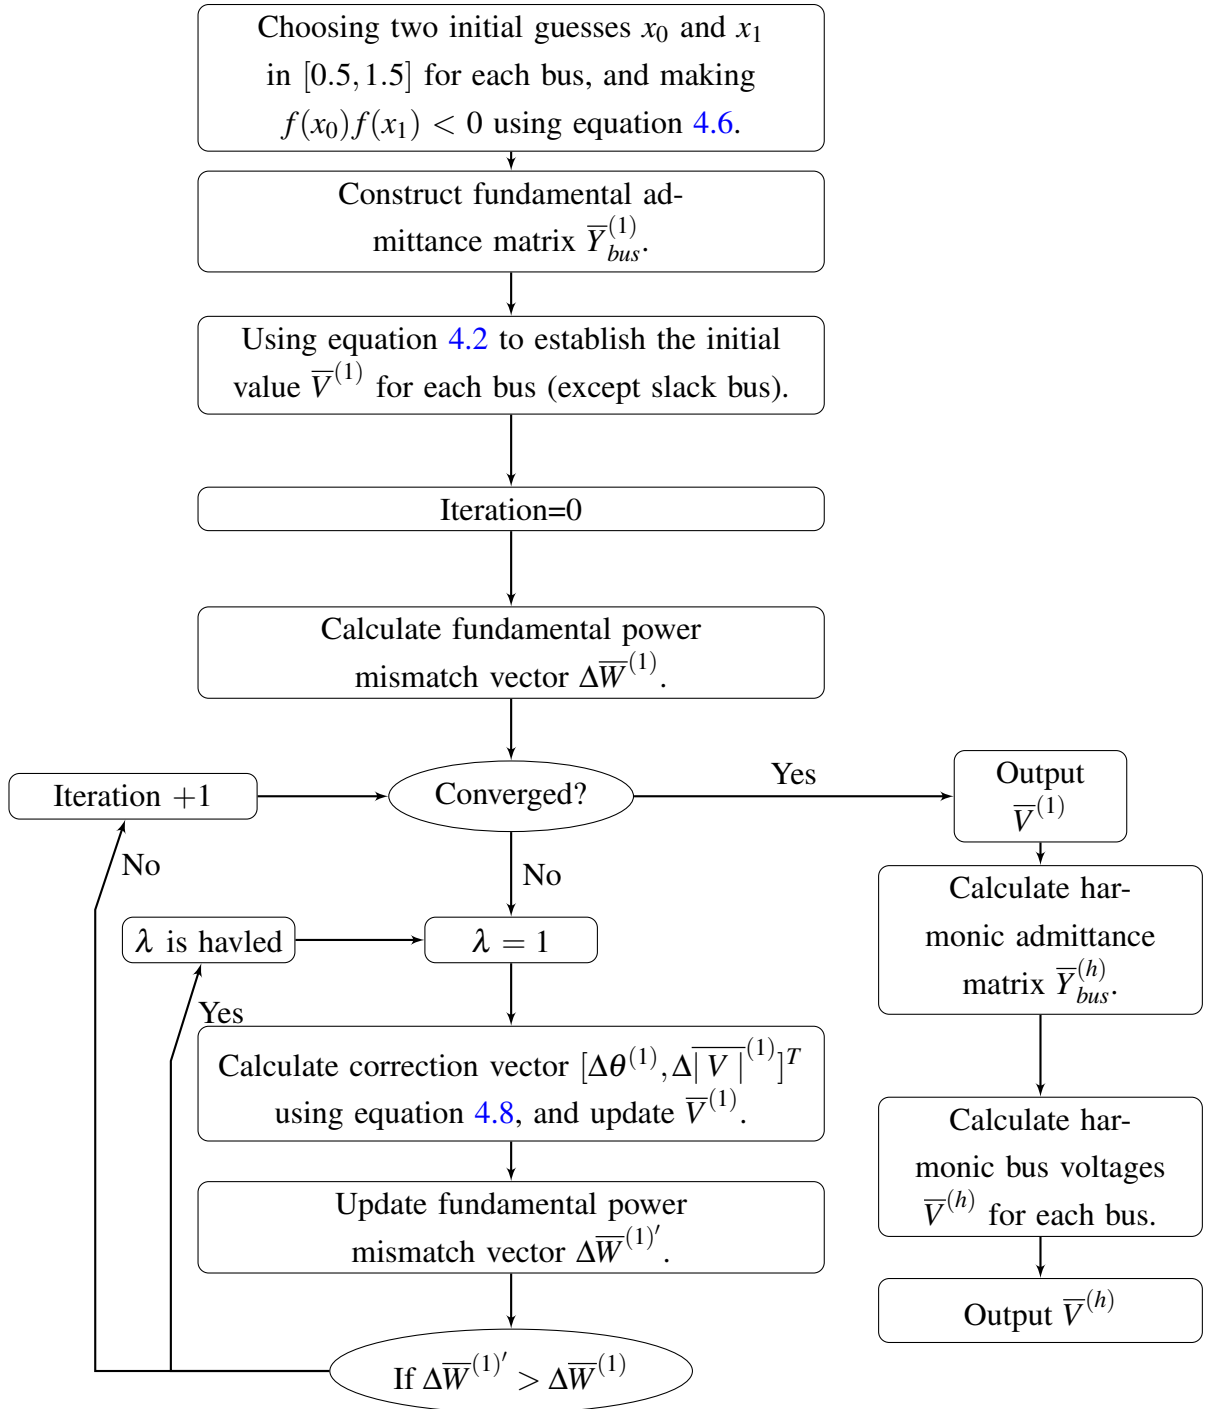 Choosing two initial guesses x₀ and x₁
in [0.5, 1.5] for each bus, and making
f(x₀)f(x₁) < 0 using equation 4.6.
Construct fundamental ad-
mittance matrix Y̅_bus^(1).
Using equation 4.2 to establish the initial
value V̅^(1) for each bus (except slack bus).
Iteration=0
Calculate fundamental power
mismatch vector ΔW̅^(1).
Iteration +1
Converged?
Yes
Output
V̅^(1)
No
No
λ is havled
λ = 1
Calculate har-
monic admittance
matrix Y̅_bus^(h).
Yes
Calculate correction vector [Δθ^(1), Δ|V|̅^(1)]^T
using equation 4.8, and update V̅^(1).
Calculate har-
monic bus voltages
V̅^(h) for each bus.
Update fundamental power
mismatch vector ΔW̅^(1)′.
Output V̅^(h)
If ΔW̅^(1)′ > ΔW̅^(1)